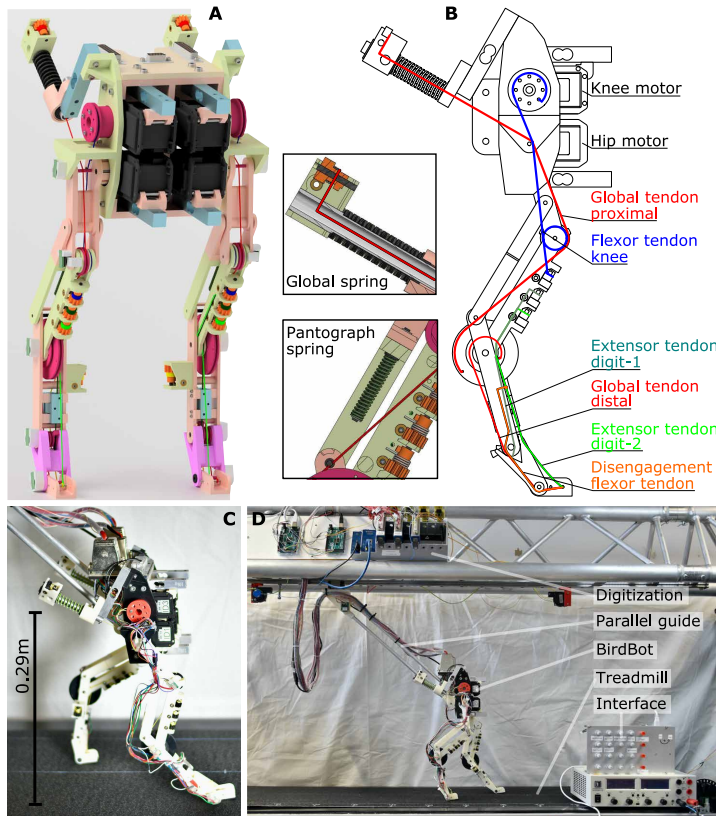 A
B
Knee motor
Hip motor
Global tendon
proximal
Flexor tendon
knee
Global spring
Pantograph
spring
Extensor tendon
digit-1
Global tendon
distal
Extensor tendon
digit-2
Disengagement
flexor tendon
C
0.29m
D
Digitization
Parallel guide
BirdBot
Treadmill
Interface